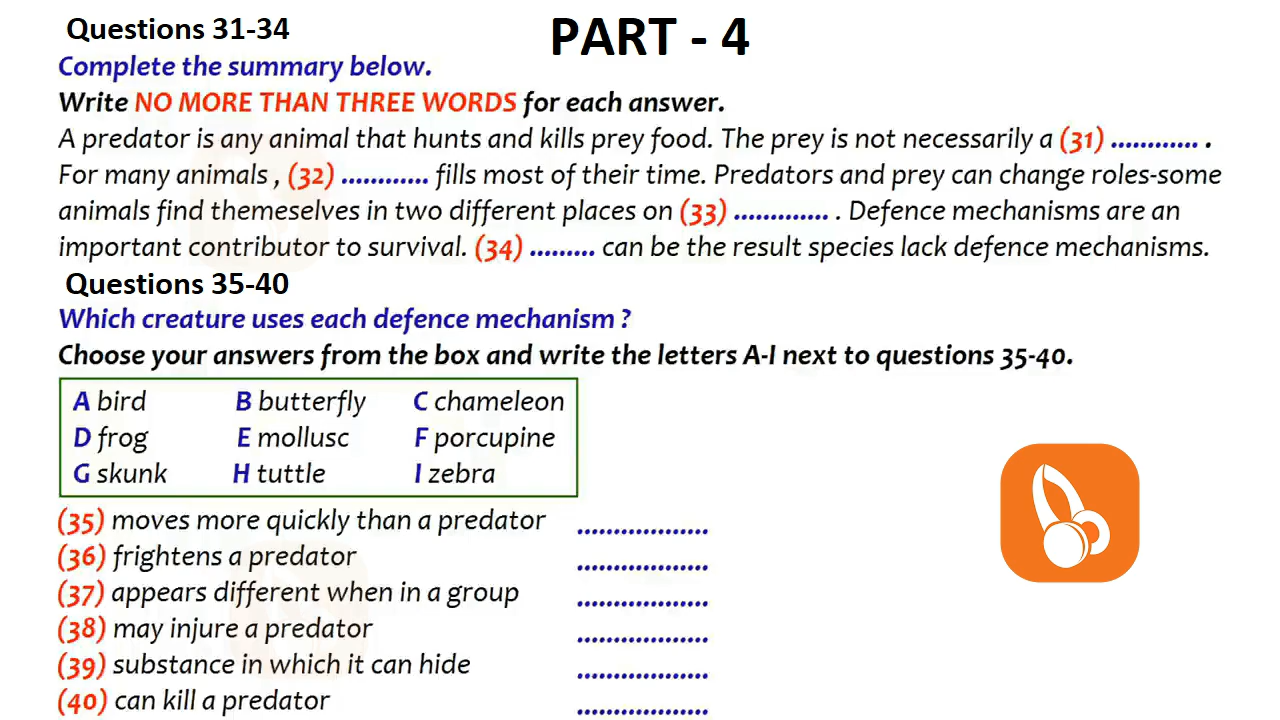 Questions 31-34
PART - 4
Complete the summary below.
Write NO MORE THAN THREE WORDS for each answer.
A predator is any animal that hunts and kills prey food. The prey is not necessarily a (31) ............ .
For many animals , (32) ............ fills most of their time. Predators and prey can change roles-some
animals find themeselves in two different places on (33) ............. . Defence mechanisms are an
important contributor to survival. (34) ......... can be the result species lack defence mechanisms.
Questions 35-40
Which creature uses each defence mechanism ?
Choose your answers from the box and write the letters A-I next to questions 35-40.
A bird B butterfly C chameleon
D frog E mollusc F porcupine
G skunk H tuttle I zebra
(35) moves more quickly than a predator ..................
(36) frightens a predator ..................
(37) appears different when in a group ..................
(38) may injure a predator ..................
(39) substance in which it can hide ..................
(40) can kill a predator ..................